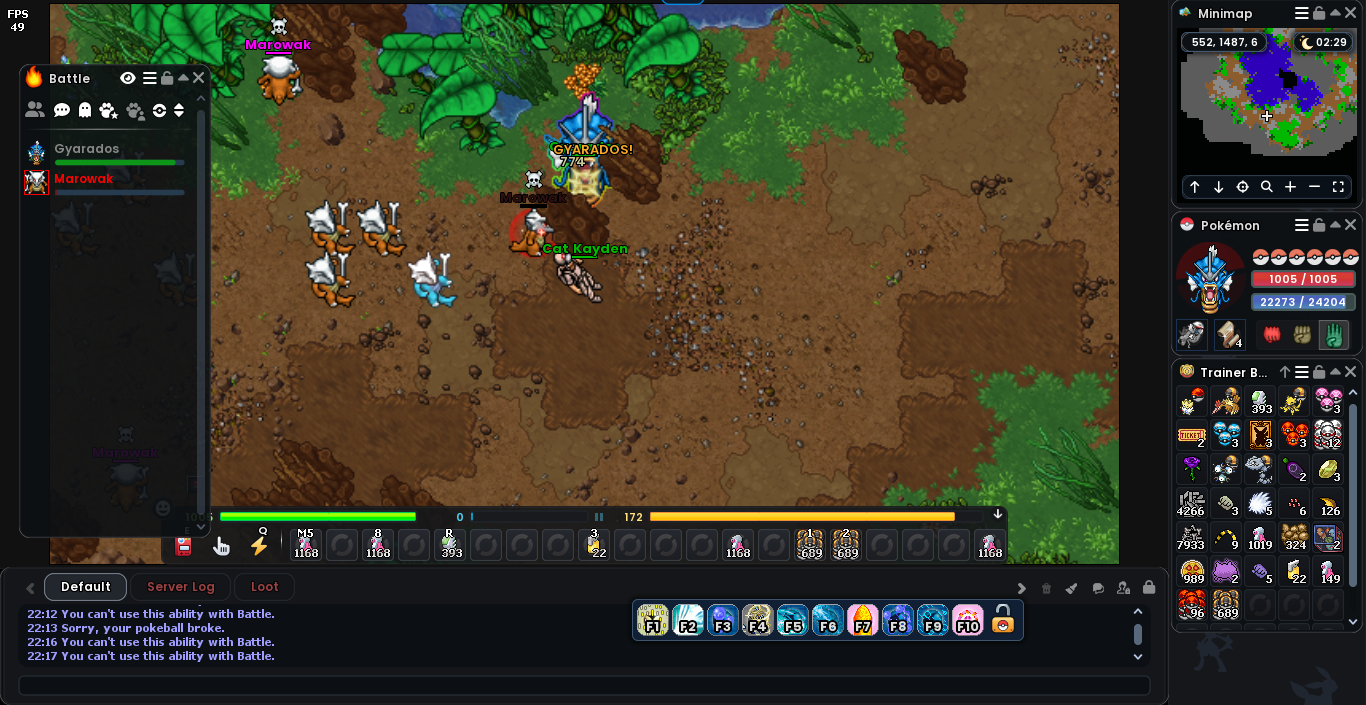 FPS
49
Marowak
Battle
Gyarados
Marowak
GYARADOS!
774
Marowak
Cat Kayden
Marowak
Minimap
552, 1487, 6
02:29
Pokémon
1005 / 1005
22273 / 24204
4
Trainer B...
393
3
TICKET
2
3
3
3
12
2
3
4266
3
5
6
126
7933
9
1019
324
2
989
2
5
22
149
96
689
1005
0
172
E
Q
M5
1168
8
1168
R
393
3
22
1168
1
689
2
689
1168
Default
Server Log
Loot
22:12 You can't use this ability with Battle.
22:13 Sorry, your pokeball broke.
22:16 You can't use this ability with Battle.
22:17 You can't use this ability with Battle.
F1
F2
F3
F4
F5
F6
F7
F8
F9
F10